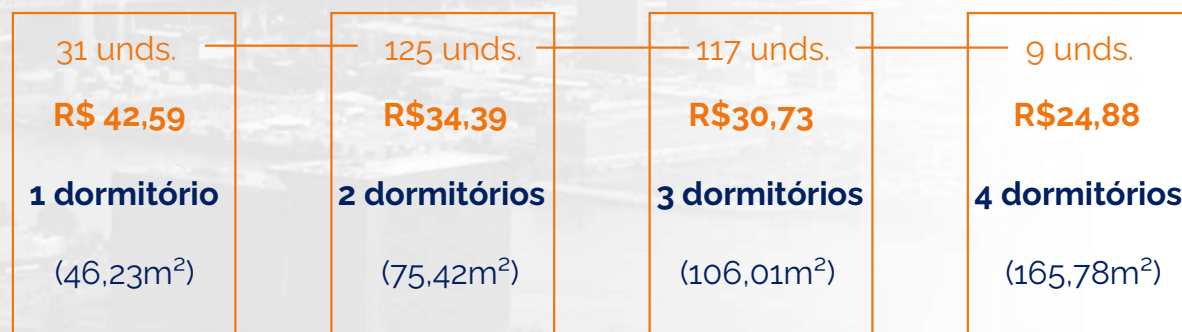 31 unds.
R$ 42,59
1 dormitório
(46,23m²)
125 unds.
R$34,39
2 dormitórios
(75,42m²)
117 unds.
R$30,73
3 dormitórios
(106,01m²)
9 unds.
R$24,88
4 dormitórios
(165,78m²)